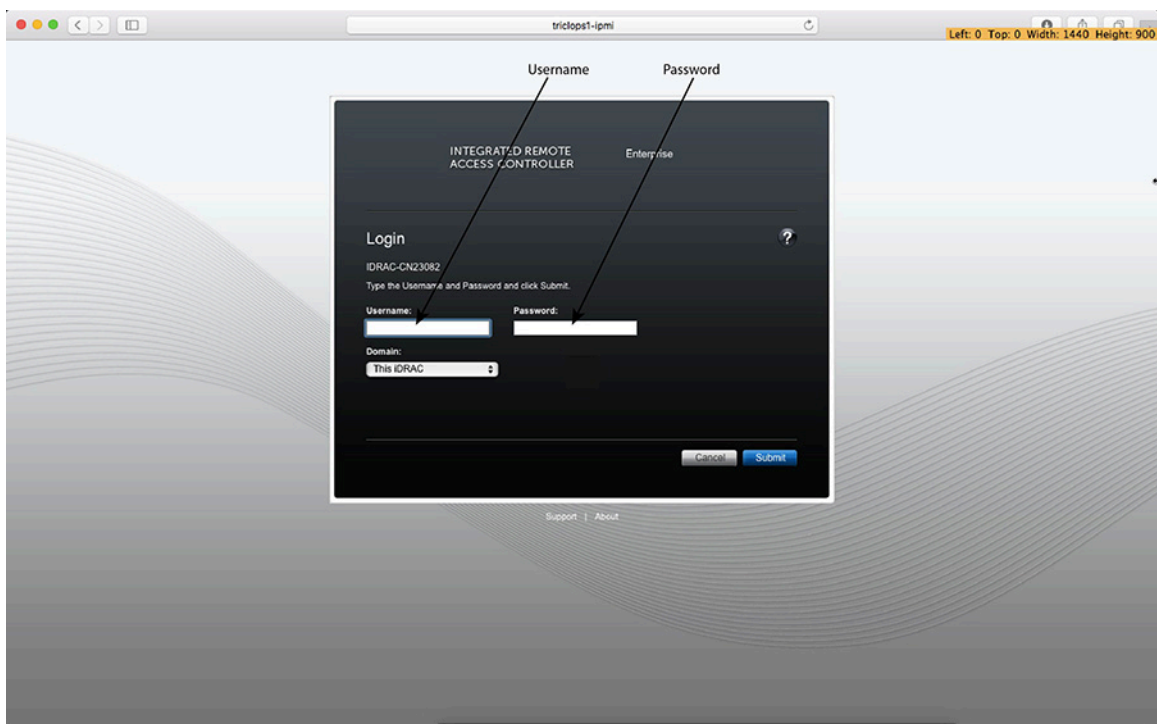 triclops1-ipmi
Left: 0 Top: 0 Width: 1440 Height: 900
Username Password
INTEGRATED REMOTE
ACCESS CONTROLLER
Enterprise
Login
?
IDRAC-CN23082
Type the Username and Password and click Submit.
Username: Password:
Domain:
This iDRAC
Cancel Submit
Support | About